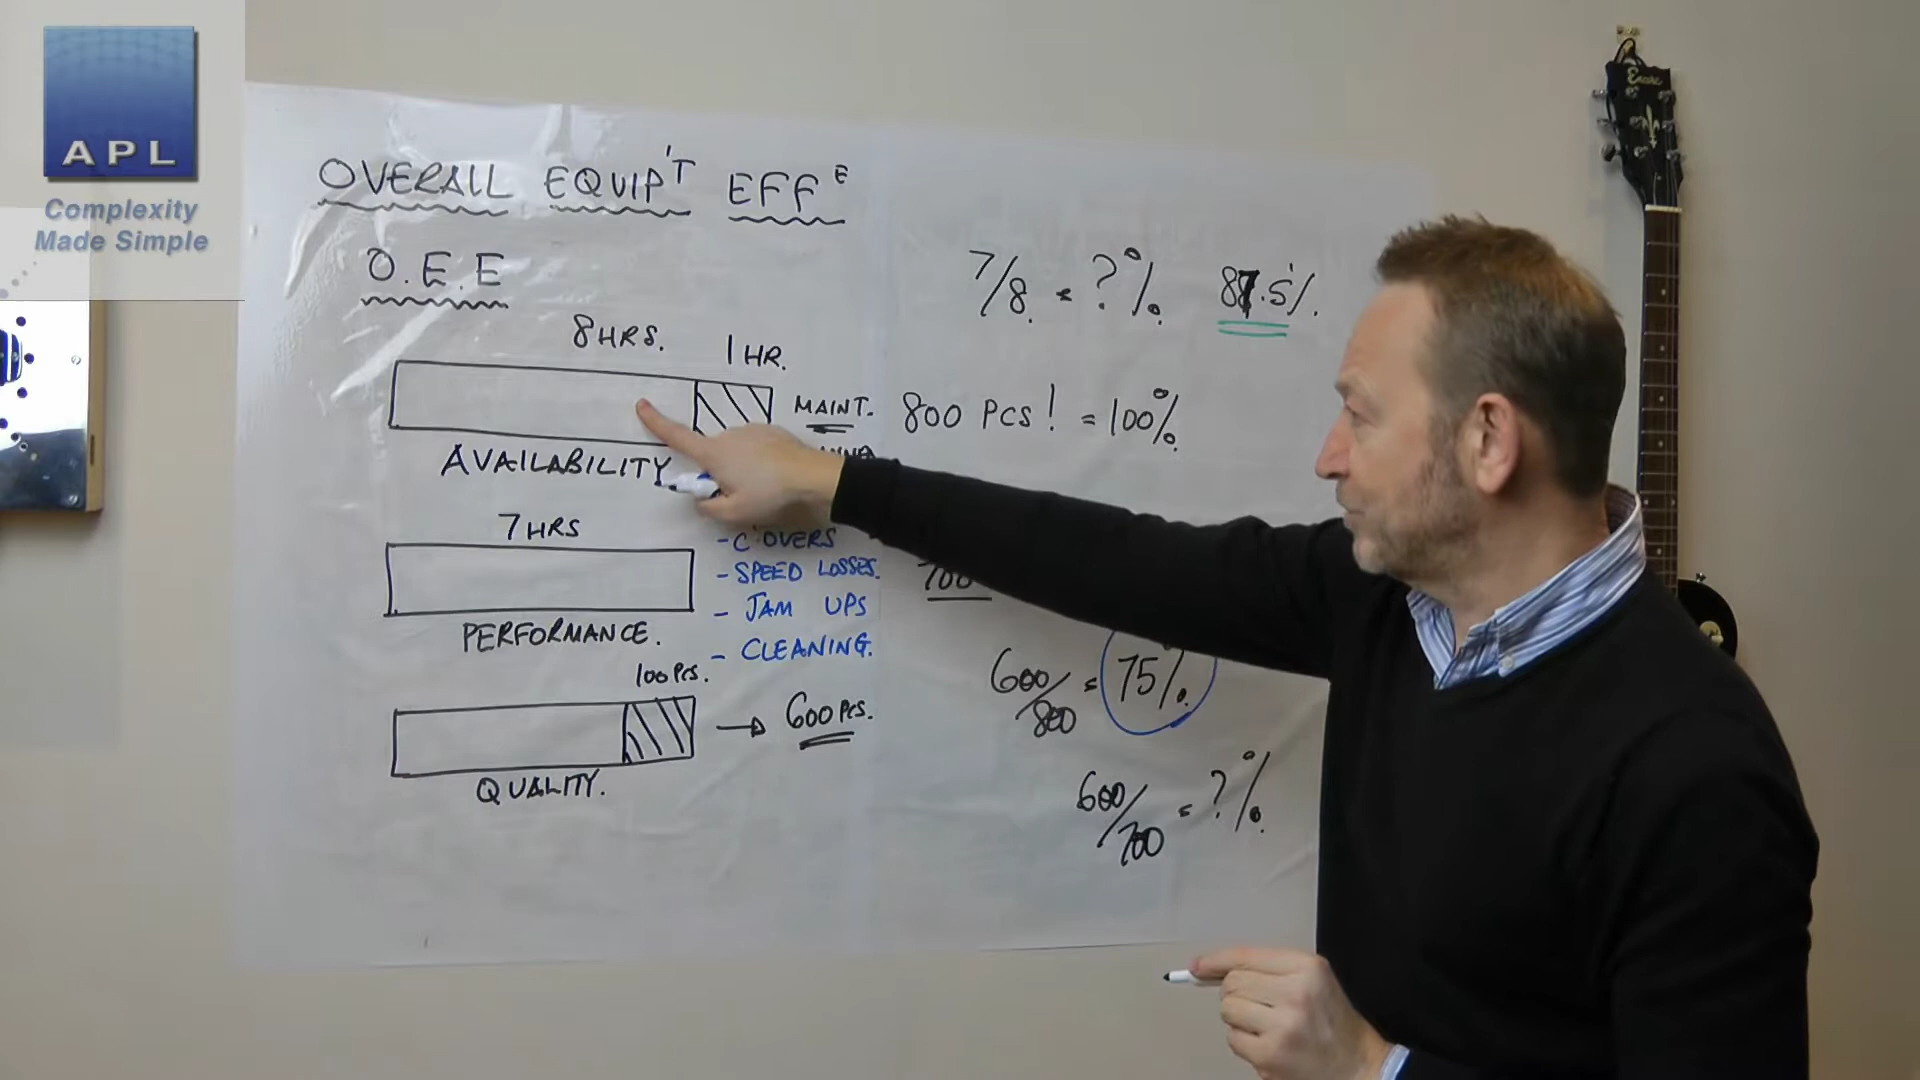 APL
Complexity
Made Simple
OVERALL EQUIP'T EFF E
O.E.E
8 HRS. 1 HR.
MAINT.
AVAILABILITY
7 HRS
PERFORMANCE.
- C'OVERS
- SPEED LOSSES.
- JAM UPS
- CLEANING.
100 PCS.
→ 600 PCS.
QUALITY.
7/8 = ?% 87.5%.
800 PCS! = 100%
700
600/800 = 75%
600/700 = ?%
Encore